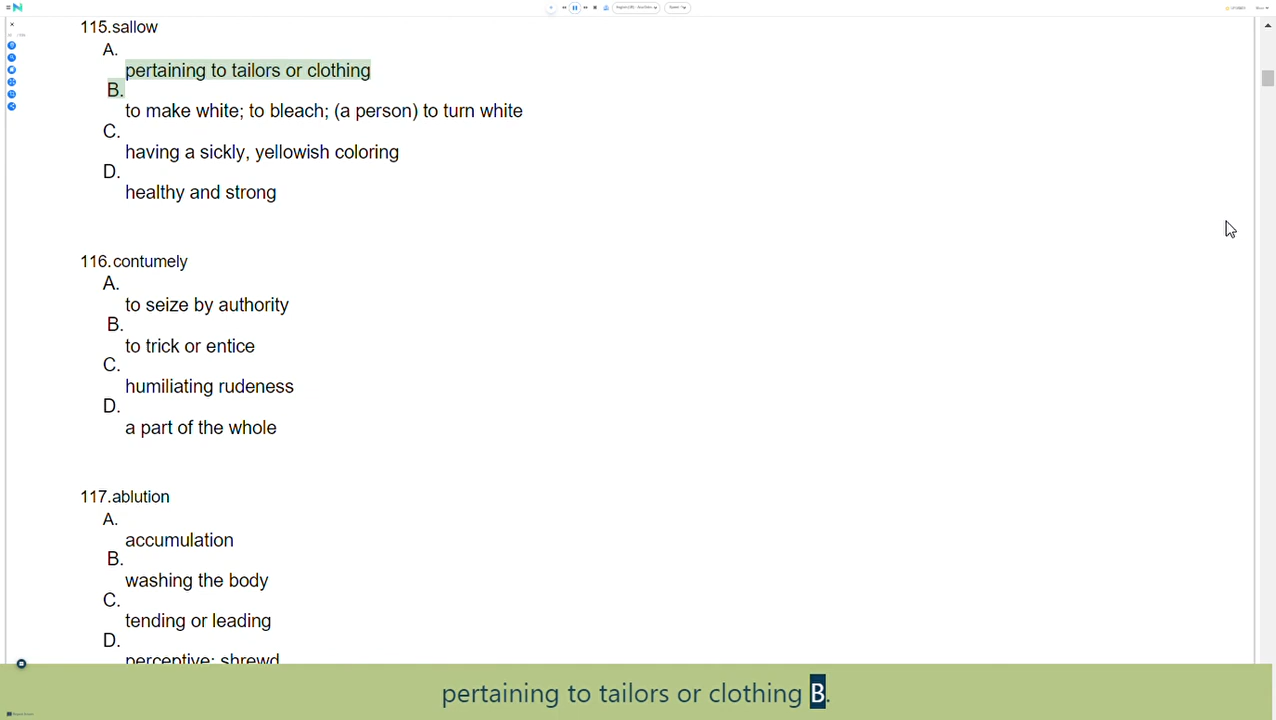 115.sallow
A.
pertaining to tailors or clothing
B.
to make white; to bleach; (a person) to turn white
C.
having a sickly, yellowish coloring
D.
healthy and strong
116.contumely
A.
to seize by authority
B.
to trick or entice
C.
humiliating rudeness
D.
a part of the whole
117.ablution
A.
accumulation
B.
washing the body
C.
tending or leading
D.
perceptive; shrewd
pertaining to tailors or clothing B.